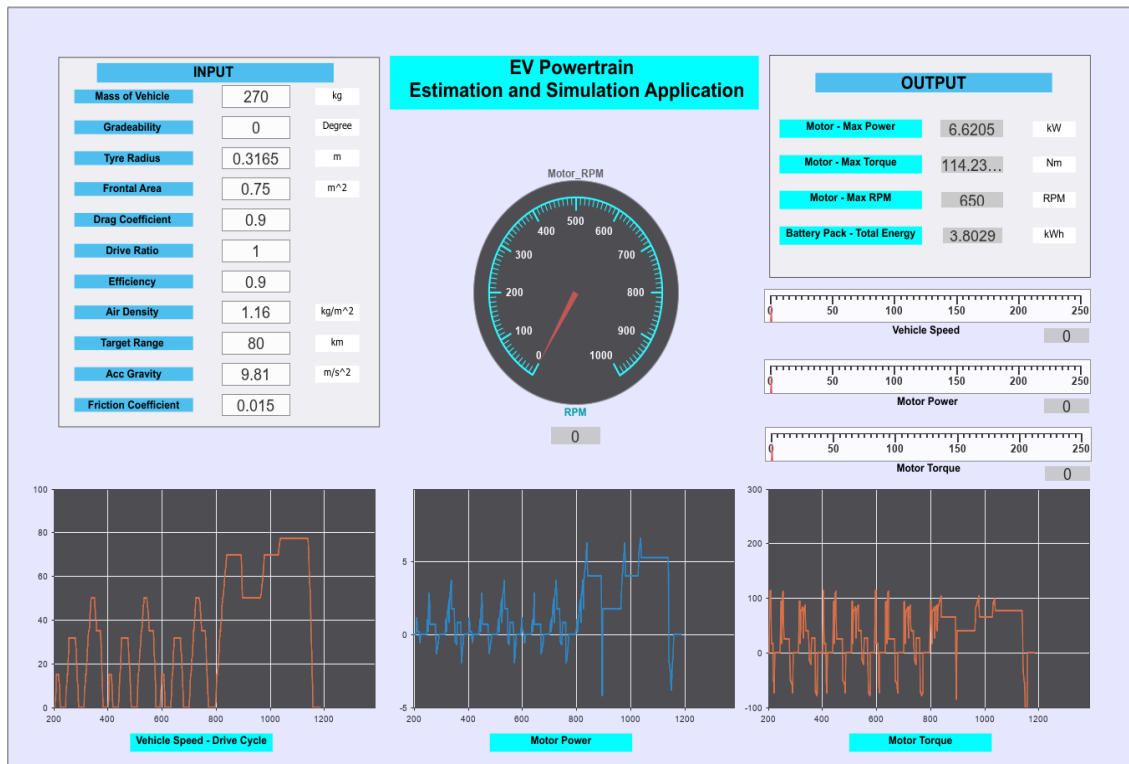 INPUT
Mass of Vehicle 270 kg
Gradeability 0 Degree
Tyre Radius 0.3165 m
Frontal Area 0.75 m^2
Drag Coefficient 0.9
Drive Ratio 1
Efficiency 0.9
Air Density 1.16 kg/m^2
Target Range 80 km
Acc Gravity 9.81 m/s^2
Friction Coefficient 0.015
EV Powertrain
Estimation and Simulation Application
Motor_RPM
0 100 200 300 400 500 600 700 800 900 1000
RPM
0
OUTPUT
Motor - Max Power 6.6205 kW
Motor - Max Torque 114.23... Nm
Motor - Max RPM 650 RPM
Battery Pack - Total Energy 3.8029 kWh
0 50 100 150 200 250
Vehicle Speed
0
0 50 100 150 200 250
Motor Power
0
0 50 100 150 200 250
Motor Torque
0
100
80
60
40
20
0
200 400 600 800 1000 1200
Vehicle Speed - Drive Cycle
5
0
-5
200 400 600 800 1000 1200
Motor Power
300
200
100
0
-100
200 400 600 800 1000 1200
Motor Torque